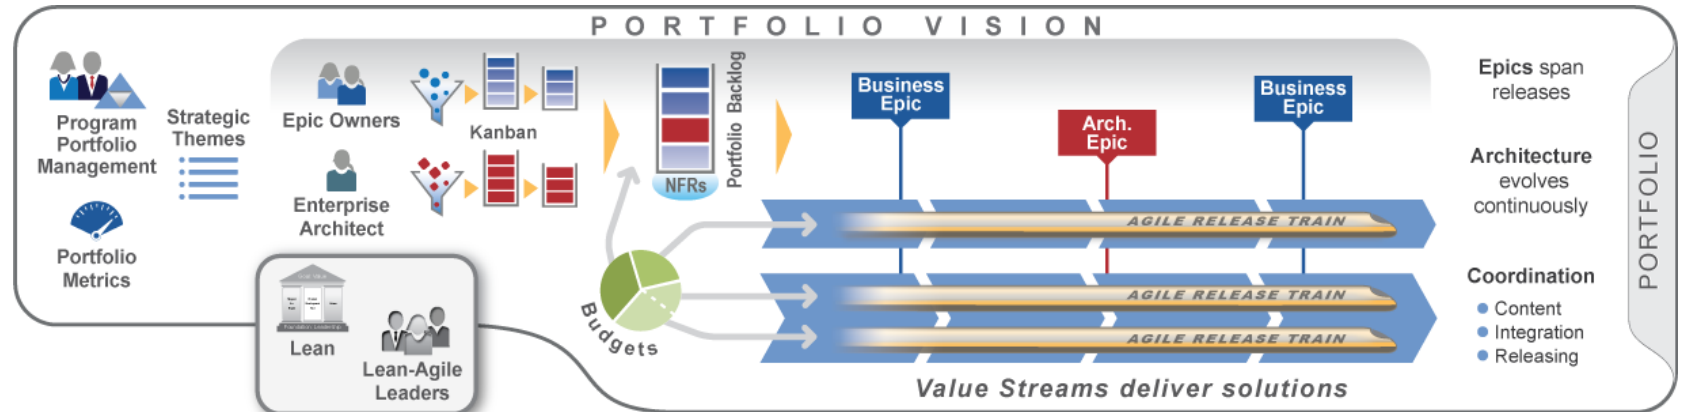 PORTFOLIO VISION
Program
Portfolio
Management
Strategic
Themes
Portfolio
Metrics
Epic Owners
Kanban
Enterprise
Architect
Portfolio Backlog
NFRs
Business
Epic
Arch.
Epic
Business
Epic
AGILE RELEASE TRAIN
AGILE RELEASE TRAIN
AGILE RELEASE TRAIN
Budgets
Value Streams deliver solutions
Lean
Lean-Agile
Leaders
Epics span
releases
Architecture
evolves
continuously
Coordination
Content
Integration
Releasing
PORTFOLIO